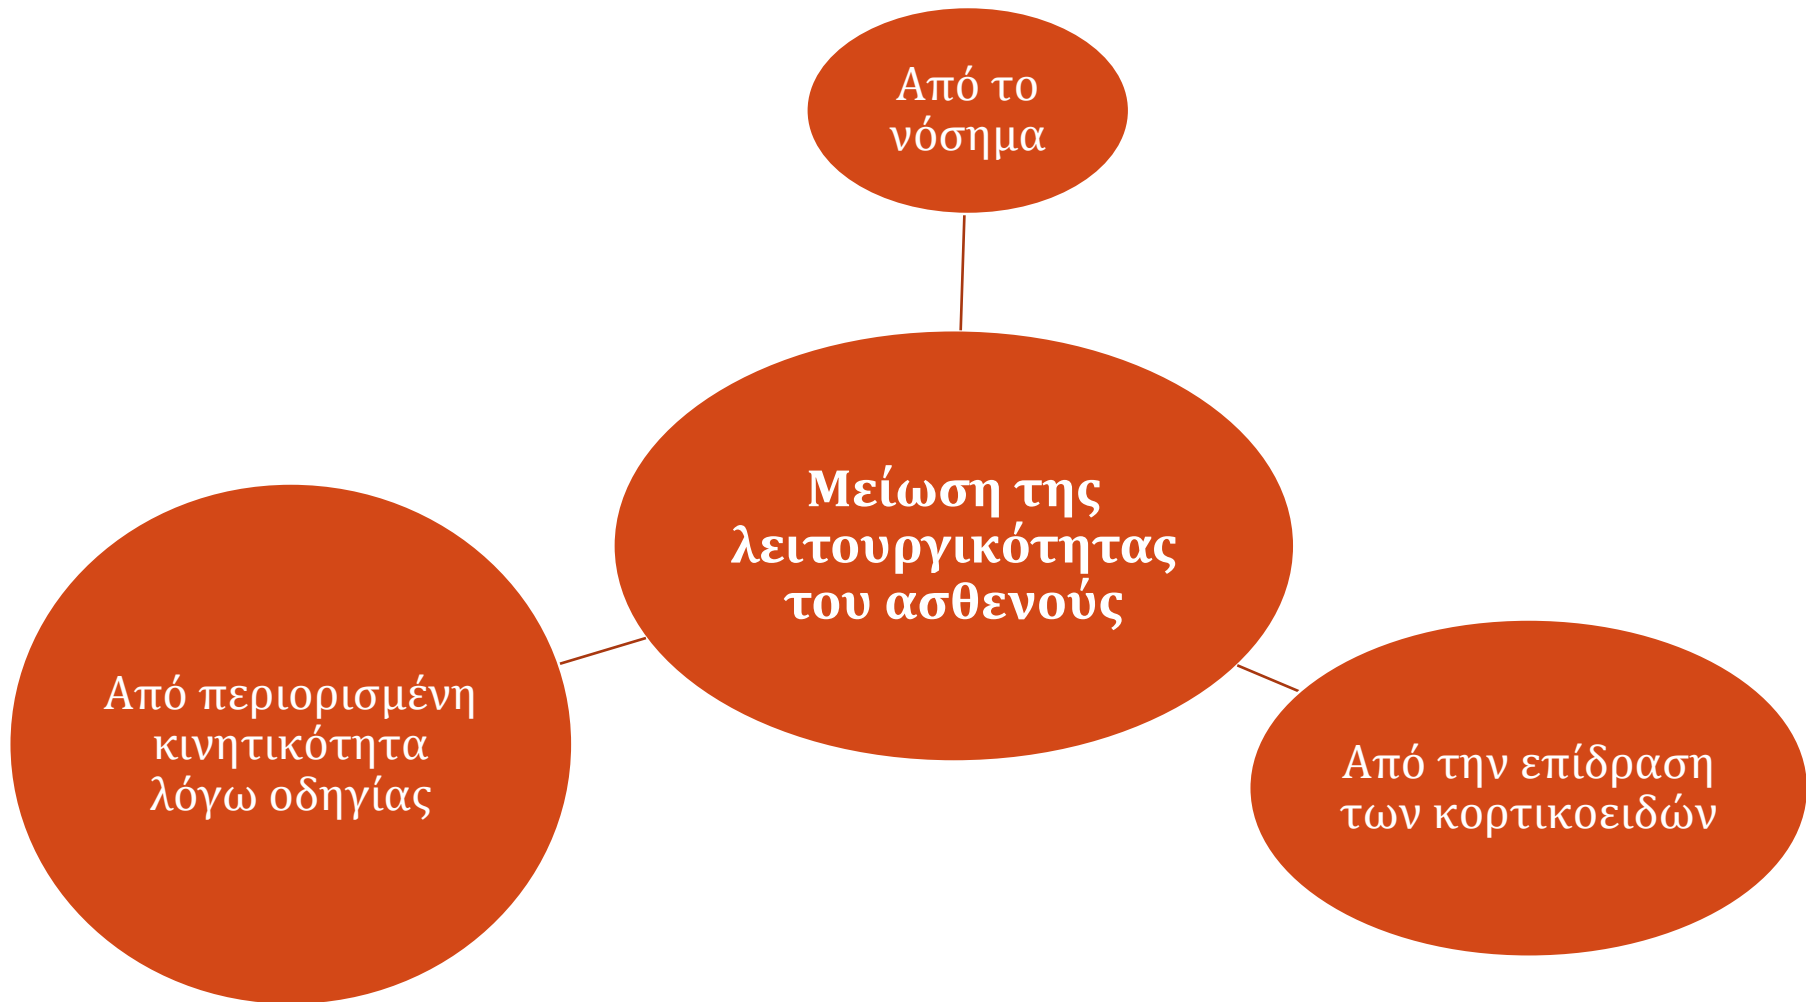 Από το
νόσημα
Μείωση της
λειτουργικότητας
του ασθενούς
Από περιορισμένη
κινητικότητα
λόγω οδηγίας
Από την επίδραση
των κορτικοειδών